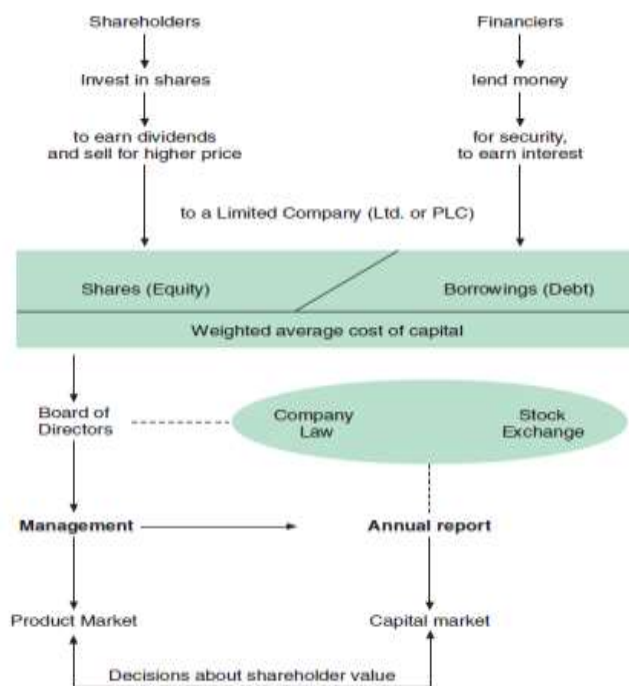 Shareholders
Financiers
Invest in shares
lend money
to earn dividends
and sell for higher price
for security,
to earn interest
to a Limited Company (Ltd. or PLC)
Shares (Equity)
Borrowings (Debt)
Weighted average cost of capital
Board of
Directors
Company
Law
Stock
Exchange
Management
Annual report
Product Market
Capital market
Decisions about shareholder value